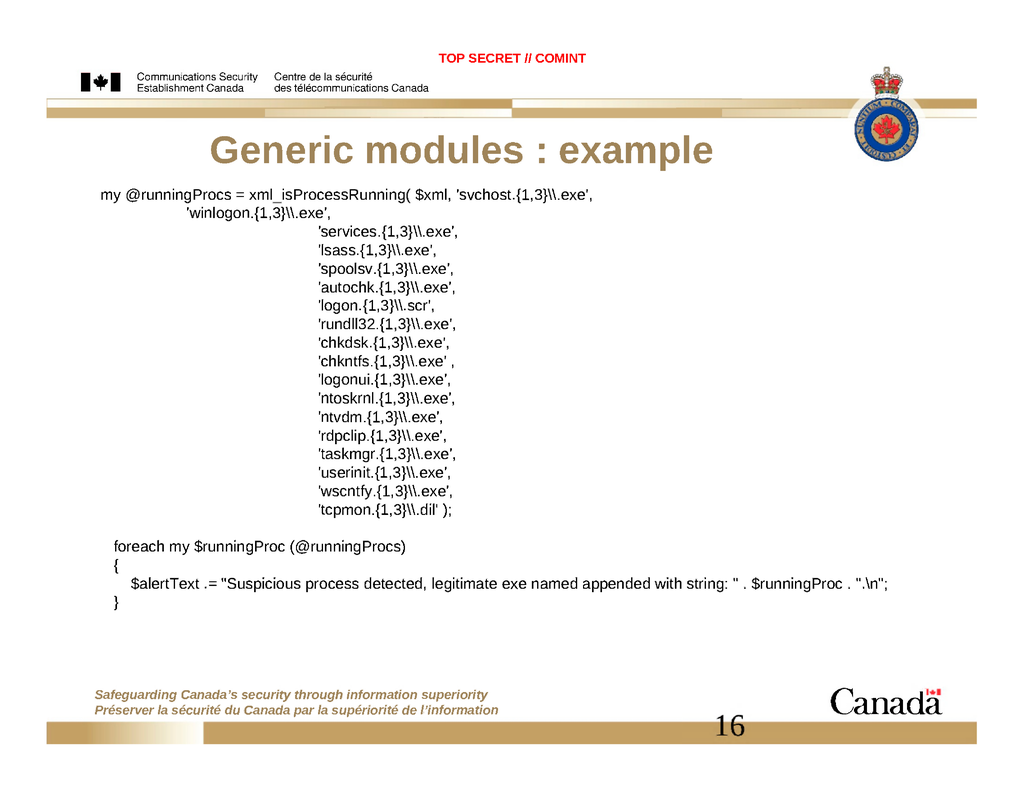 TOP SECRET // COMINT
Communications Security Centre de la sécurité
Establishment Canada des télécommunications Canada
Generic modules : example
my @runningProcs = xml_isProcessRunning( $xml, 'svchost.{1,3}\\.exe',
'winlogon.{1,3}\\.exe',
'services.{1,3}\\.exe',
'lsass.{1,3}\\.exe',
'spoolsv.{1,3}\\.exe',
'autochk.{1,3}\\.exe',
'logon.{1,3}\\.scr',
'rundll32.{1,3}\\.exe',
'chkdsk.{1,3}\\.exe',
'chkntfs.{1,3}\\.exe' ,
'logonui.{1,3}\\.exe',
'ntoskrnl.{1,3}\\.exe',
'ntvdm.{1,3}\\.exe',
'rdpclip.{1,3}\\.exe',
'taskmgr.{1,3}\\.exe',
'userinit.{1,3}\\.exe',
'wscntfy.{1,3}\\.exe',
'tcpmon.{1,3}\\.dil' );
foreach my $runningProc (@runningProcs)
{
$alertText .= "Suspicious process detected, legitimate exe named appended with string: " . $runningProc . ".\n";
}
Safeguarding Canada's security through information superiority
Préserver la sécurité du Canada par la supériorité de l'information
Canada
16